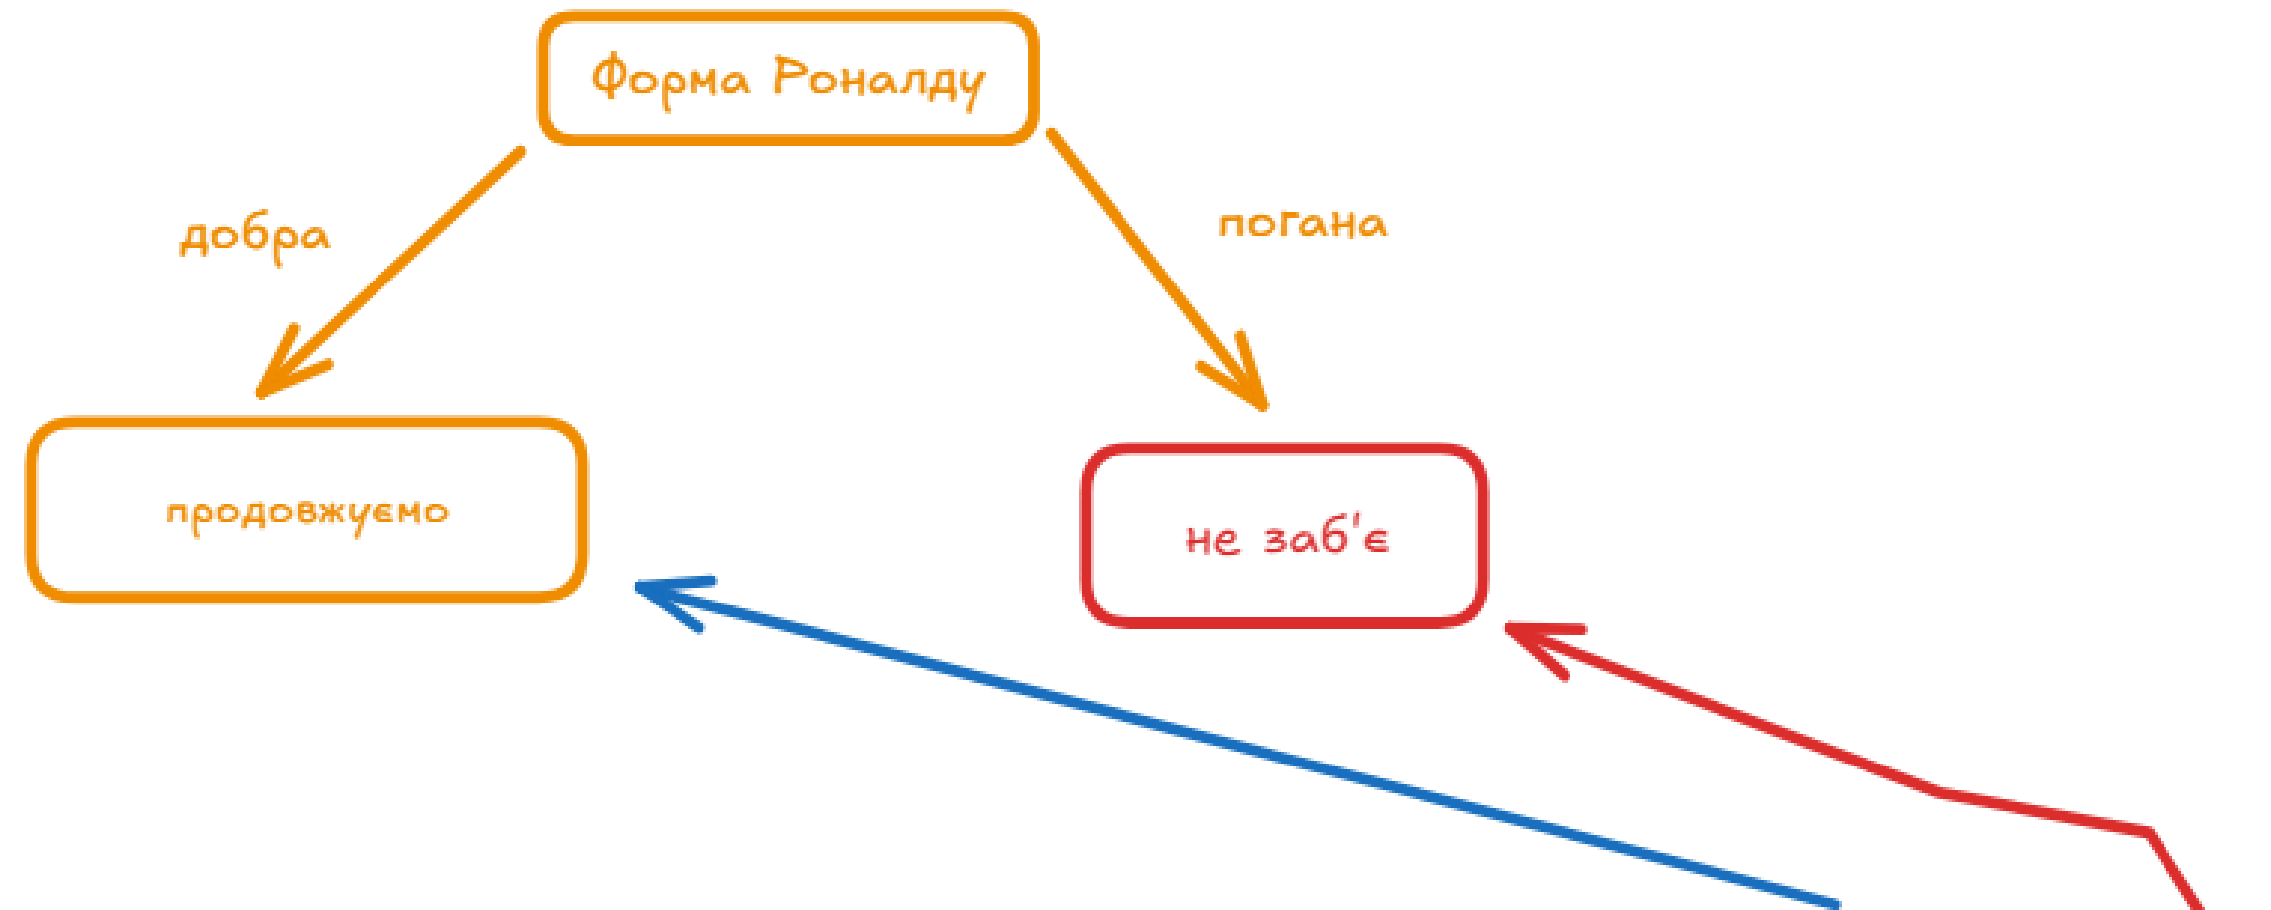 Форма Роналду
добра
погана
продовжуємо
не заб'є